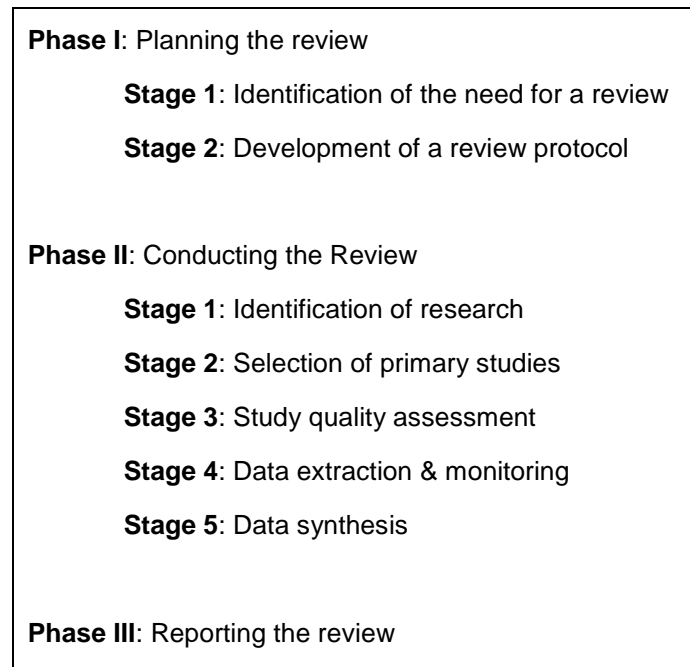 Phase I: Planning the review
Stage 1: Identification of the need for a review
Stage 2: Development of a review protocol
Phase II: Conducting the Review
Stage 1: Identification of research
Stage 2: Selection of primary studies
Stage 3: Study quality assessment
Stage 4: Data extraction & monitoring
Stage 5: Data synthesis
Phase III: Reporting the review